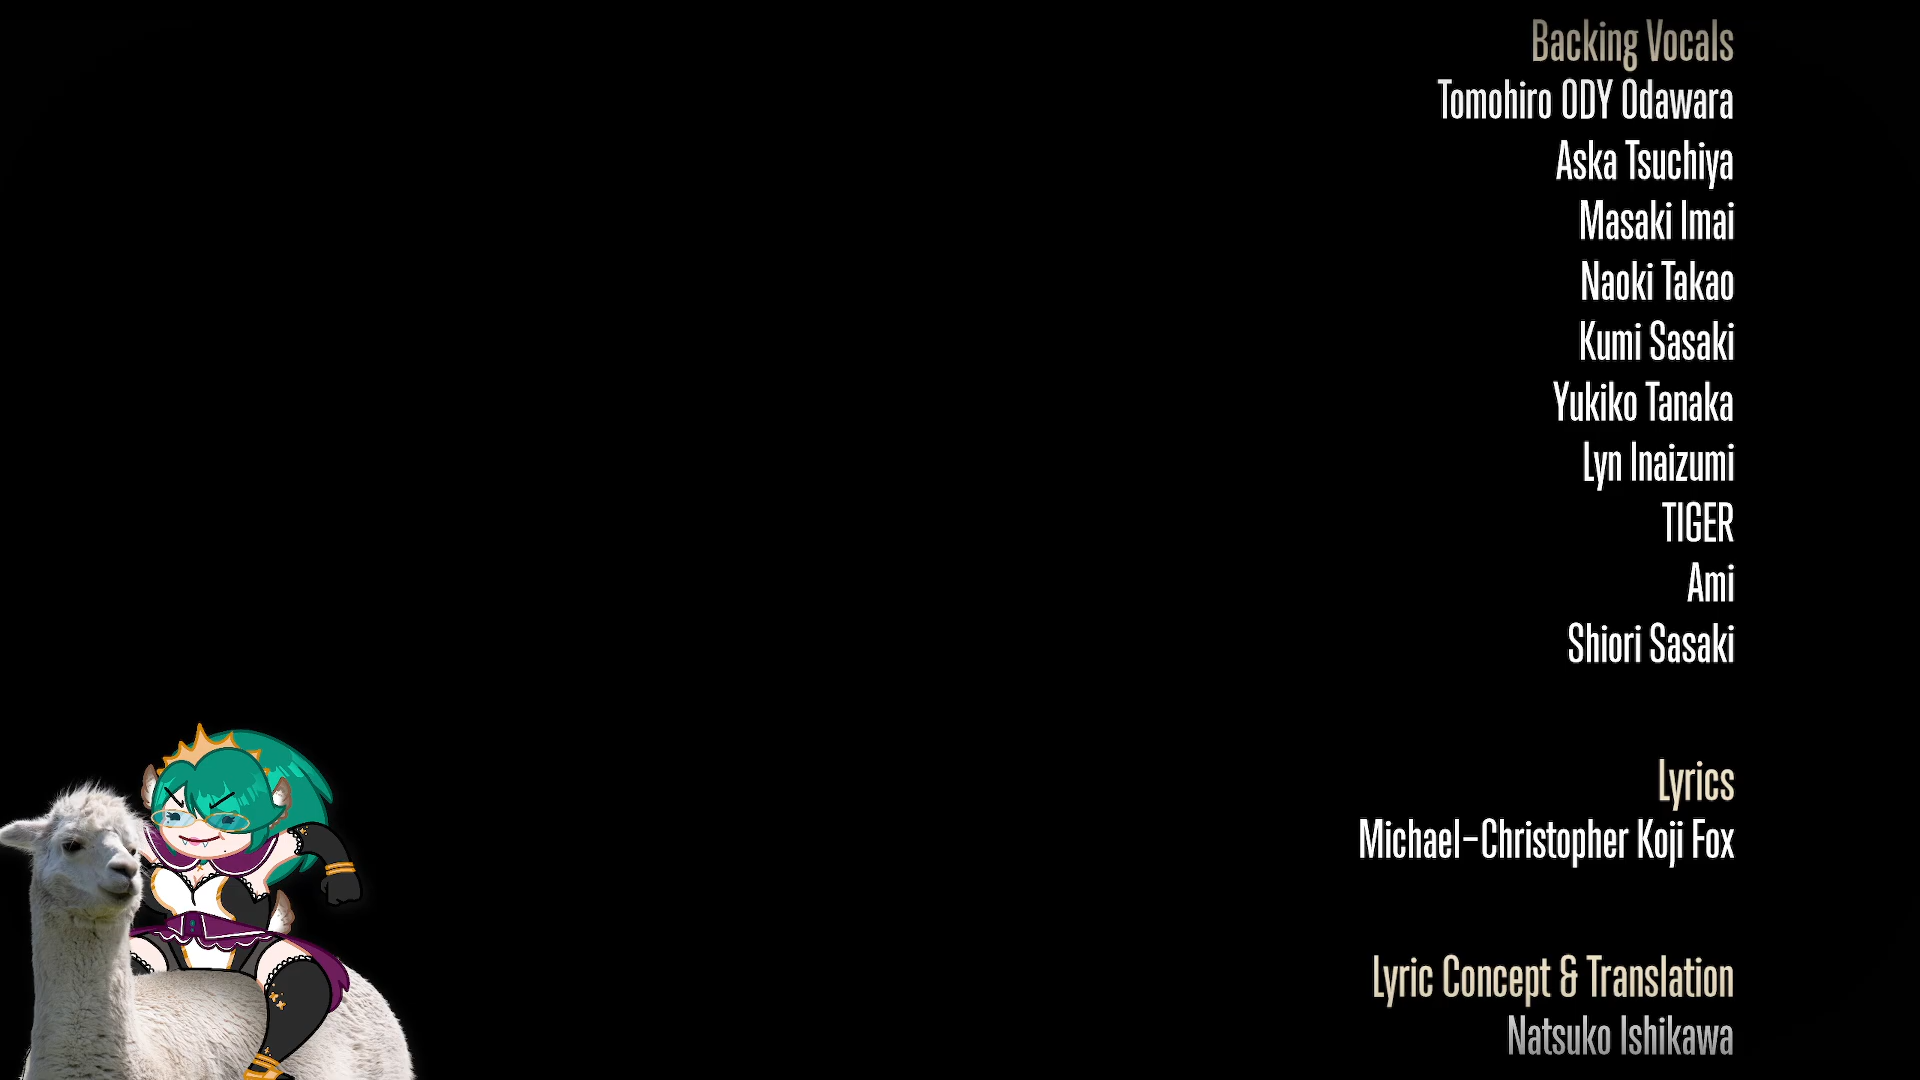 Backing Vocals
Tomohiro ODY Odawara
Aska Tsuchiya
Masaki Imai
Naoki Takao
Kumi Sasaki
Yukiko Tanaka
Lyn Inaizumi
TIGER
Ami
Shiori Sasaki
Lyrics
Michael-Christopher Koji Fox
Lyric Concept & Translation
Natsuko Ishikawa